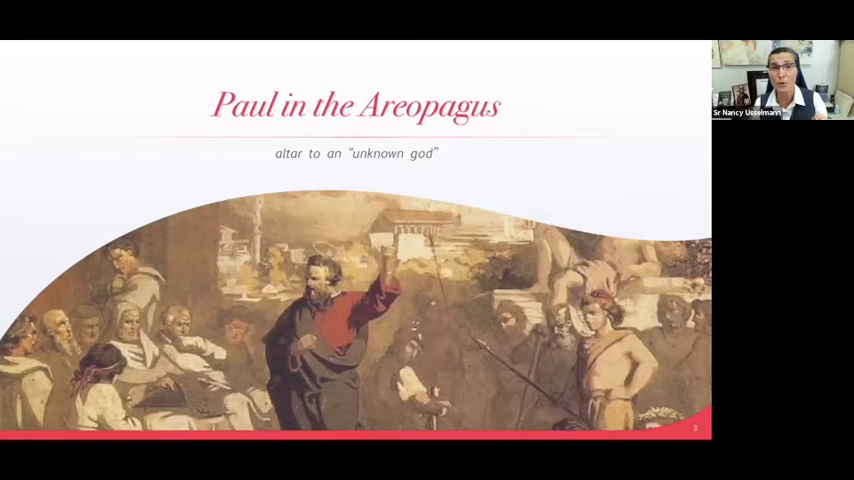 Paul in the Areopagus
altar to an “unknown god”
Sr Nancy Usselmann
3